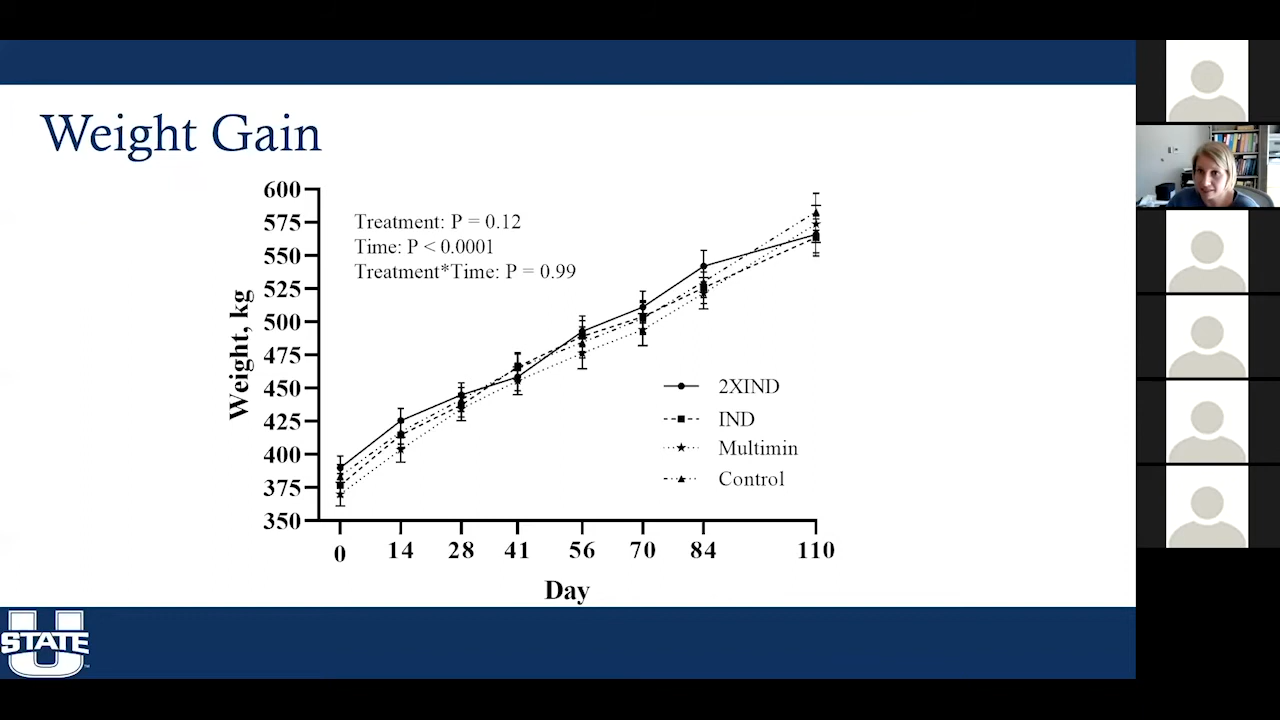 Weight Gain
600
575
550
525
500
475
450
425
400
375
350
Weight, kg
Treatment: P = 0.12
Time: P < 0.0001
Treatment*Time: P = 0.99
2XIND
IND
Multimin
Control
0 14 28 41 56 70 84 110
Day
U
STATE
TM